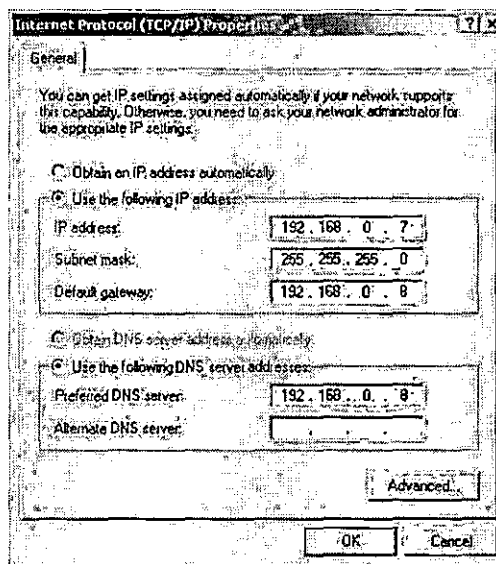 Internet Protocol (TCP/IP) Properties ? X
General
You can get IP settings assigned automatically if your network supports
this capability. Otherwise, you need to ask your network administrator for
the appropriate IP settings.
Obtain an IP address automatically
Use the following IP address:
IP address: 192 . 168 . 0 . 7
Subnet mask: 255 . 255 . 255 . 0
Default gateway: 192 . 168 . 0 . 8
Obtain DNS server address automatically
Use the following DNS server addresses:
Preferred DNS server: 192 . 168 . 0 . 8
Alternate DNS server: . . .
Advanced...
OK Cancel